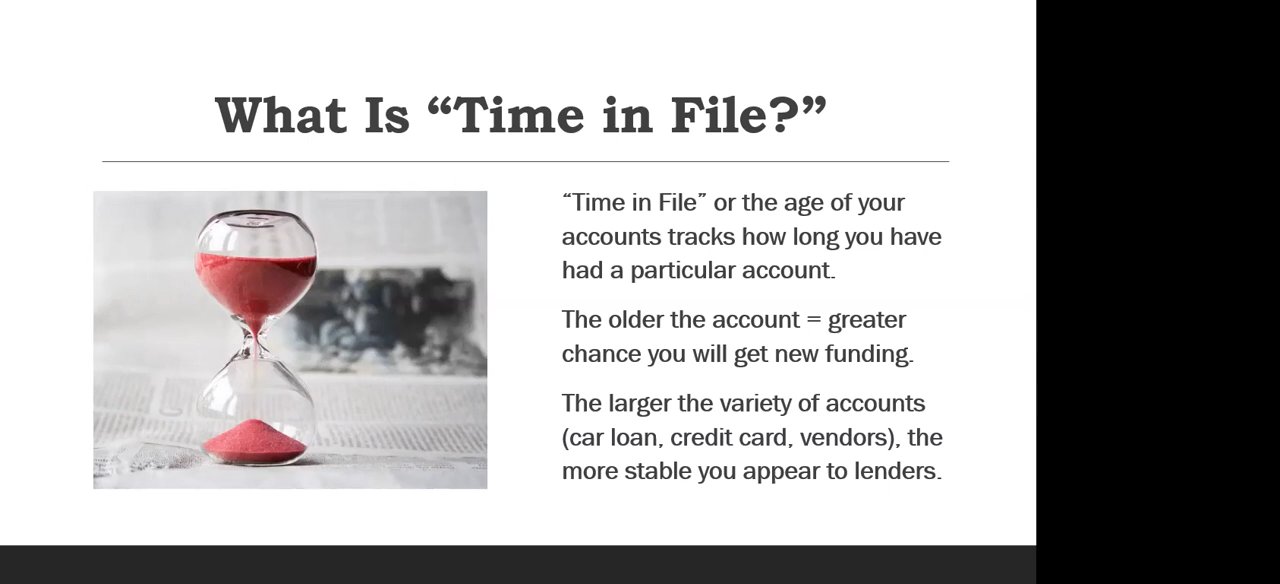 What Is “Time in File?”
“Time in File” or the age of your
accounts tracks how long you have
had a particular account.
The older the account = greater
chance you will get new funding.
The larger the variety of accounts
(car loan, credit card, vendors), the
more stable you appear to lenders.